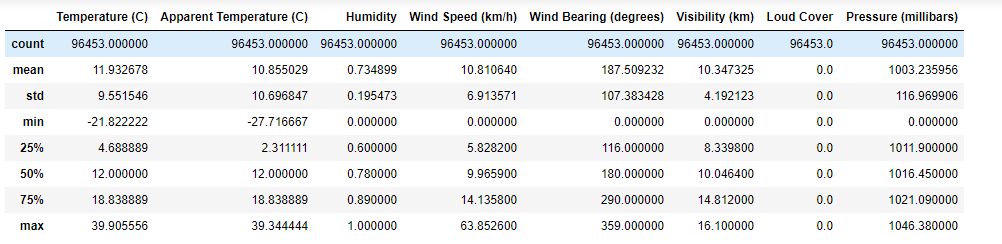 Temperature (C) Apparent Temperature (C) Humidity Wind Speed (km/h) Wind Bearing (degrees) Visibility (km) Loud Cover Pressure (millibars)
count 96453.000000 96453.000000 96453.000000 96453.000000 96453.000000 96453.000000 96453.0 96453.000000
mean 11.932678 10.855029 0.734899 10.810640 187.509232 10.347325 0.0 1003.235956
std 9.551546 10.696847 0.195473 6.913571 107.383428 4.192123 0.0 116.969906
min -21.822222 -27.716667 0.000000 0.000000 0.000000 0.000000 0.0 0.000000
25% 4.688889 2.311111 0.600000 5.828200 116.000000 8.339800 0.0 1011.900000
50% 12.000000 12.000000 0.780000 9.965900 180.000000 10.046400 0.0 1016.450000
75% 18.838889 18.838889 0.890000 14.135800 290.000000 14.812000 0.0 1021.090000
max 39.905556 39.344444 1.000000 63.852600 359.000000 16.100000 0.0 1046.380000